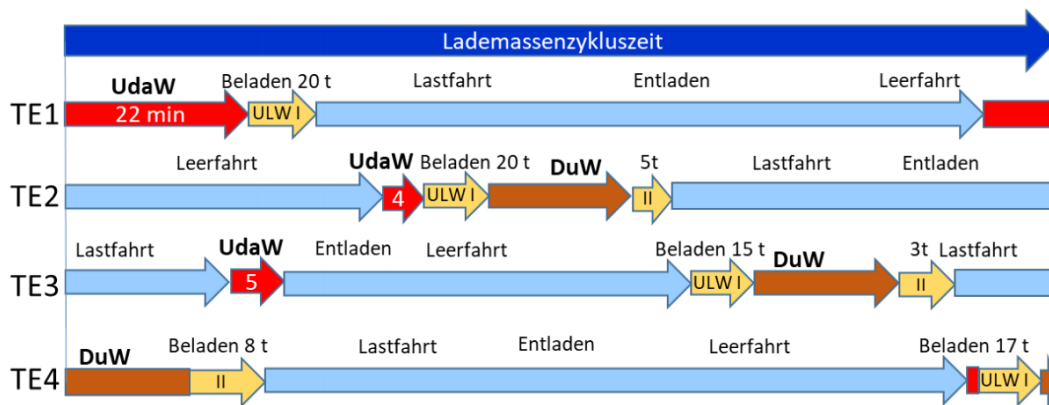 Lademassenzykluszeit
UdaW Beladen 20 t Lastfahrt Entladen Leerfahrt
TE1 22 min ULW I
Leerfahrt UdaW Beladen 20 t DuW 5t Lastfahrt Entladen
TE2 4 ULW I II
Lastfahrt UdaW Entladen Leerfahrt Beladen 15 t DuW 3t Lastfahrt
TE3 5 ULW I II
DuW Beladen 8 t Lastfahrt Entladen Leerfahrt Beladen 17 t
TE4 II ULW I